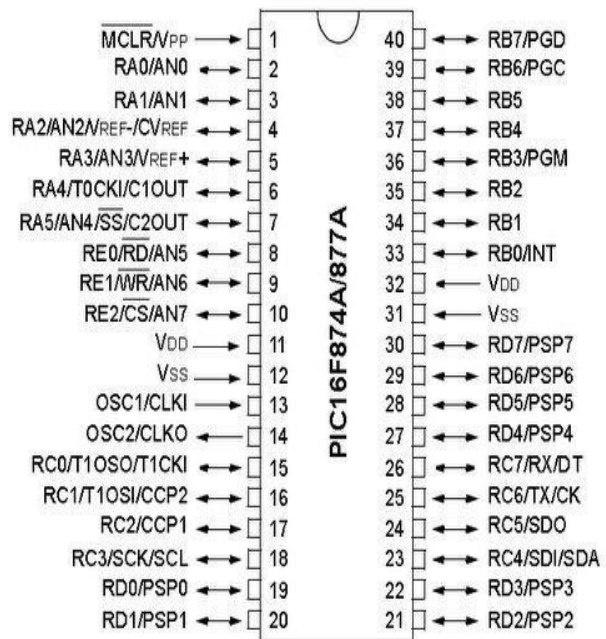 MCLR/VPP 1 40 RB7/PGD
RA0/AN0 2 39 RB6/PGC
RA1/AN1 3 38 RB5
RA2/AN2/VREF-/CVREF 4 37 RB4
RA3/AN3/VREF+ 5 36 RB3/PGM
RA4/T0CKI/C1OUT 6 35 RB2
RA5/AN4/SS/C2OUT 7 34 RB1
RE0/RD/AN5 8 33 RB0/INT
RE1/WR/AN6 9 32 VDD
RE2/CS/AN7 10 31 VSS
VDD 11 30 RD7/PSP7
VSS 12 29 RD6/PSP6
OSC1/CLKI 13 28 RD5/PSP5
OSC2/CLKO 14 27 RD4/PSP4
RC0/T1OSO/T1CKI 15 26 RC7/RX/DT
RC1/T1OSI/CCP2 16 25 RC6/TX/CK
RC2/CCP1 17 24 RC5/SDO
RC3/SCK/SCL 18 23 RC4/SDI/SDA
RD0/PSP0 19 22 RD3/PSP3
RD1/PSP1 20 21 RD2/PSP2
PIC16F874A/877A